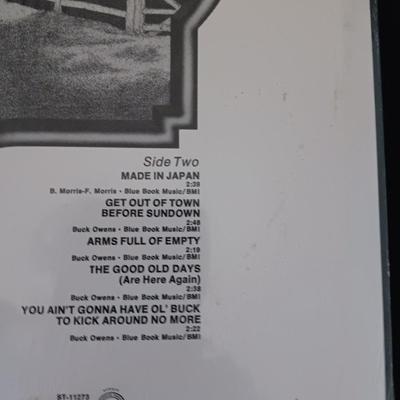 Side Two
MADE IN JAPAN
2:39
B. Morris-F. Morris • Blue Book Music/BMI
GET OUT OF TOWN
BEFORE SUNDOWN
2:48
Buck Owens • Blue Book Music/BMI
ARMS FULL OF EMPTY
2:19
Buck Owens • Blue Book Music/BMI
THE GOOD OLD DAYS
(Are Here Again)
2:38
Buck Owens • Blue Book Music/BMI
YOU AIN'T GONNA HAVE OL' BUCK
TO KICK AROUND NO MORE
2:22
Buck Owens • Blue Book Music/BMI
ST-11273